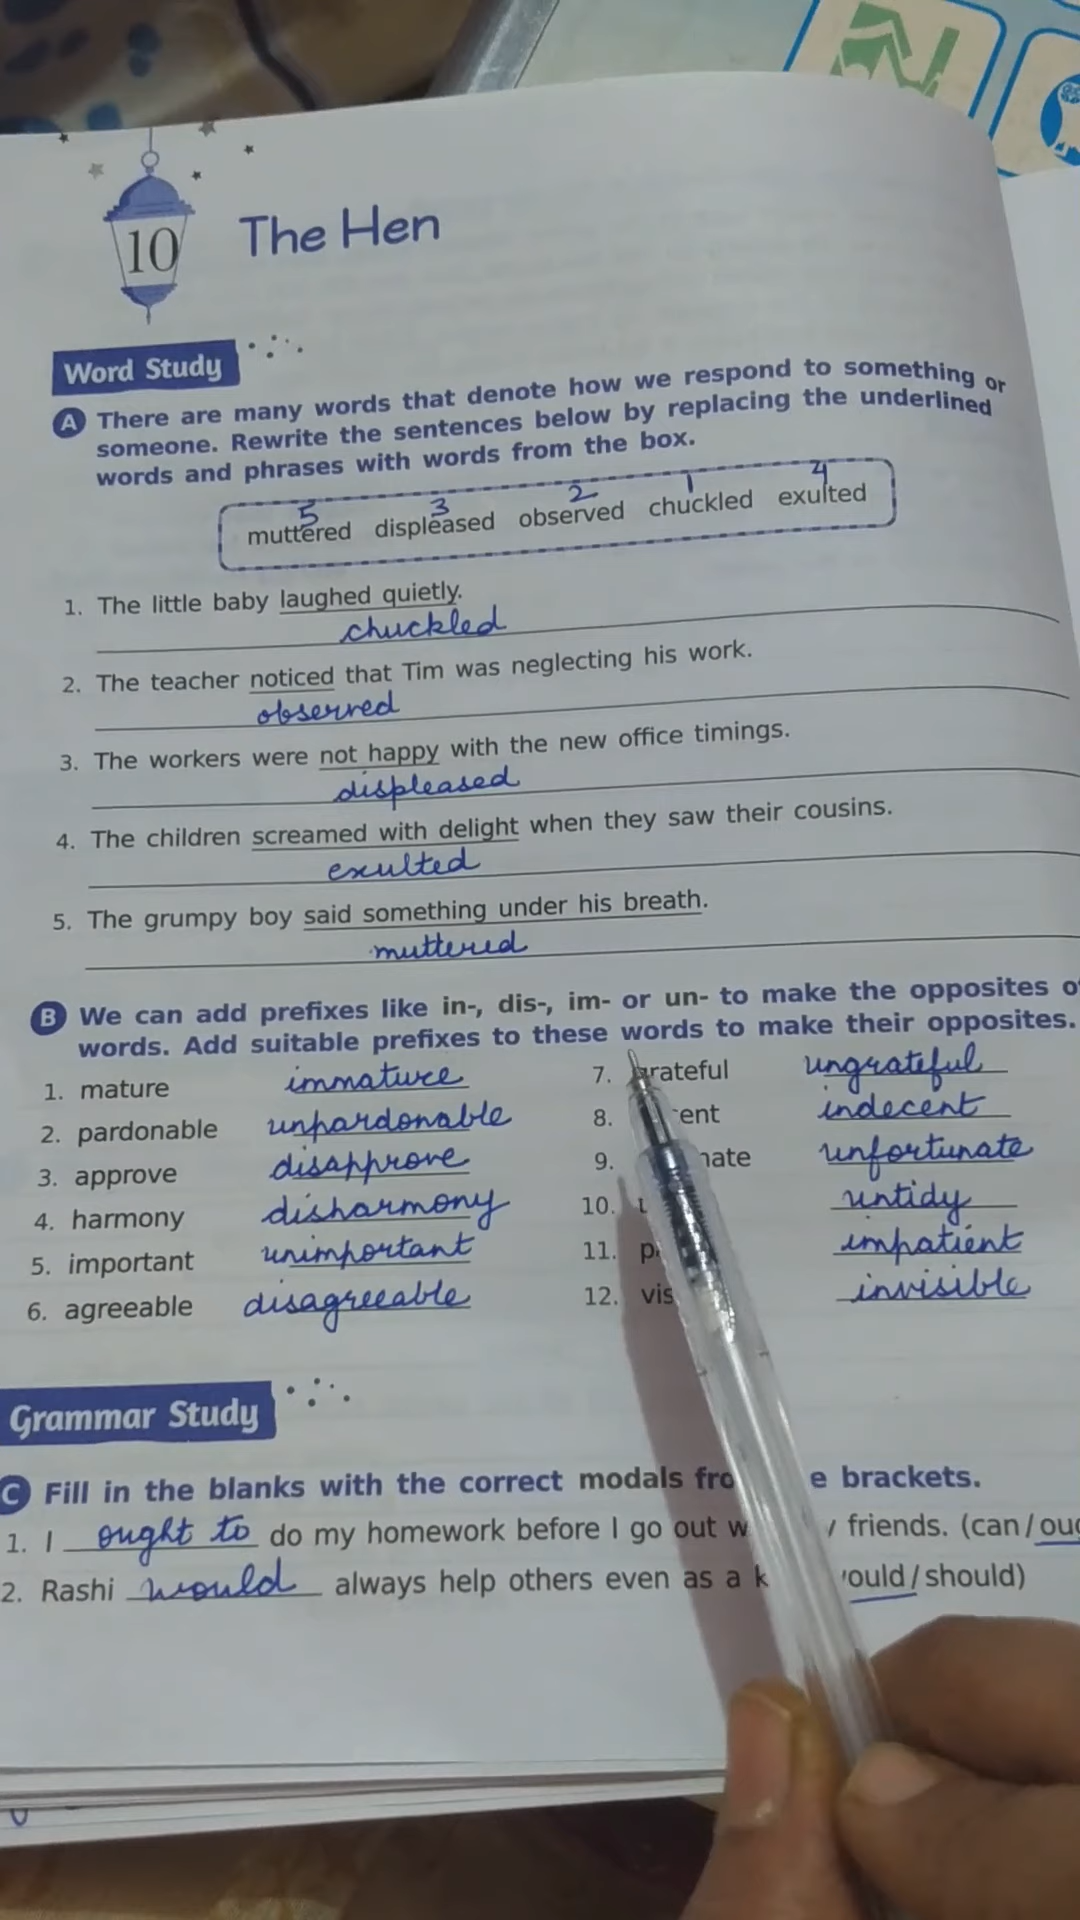 10
The Hen
Word Study
A There are many words that denote how we respond to something or
someone. Rewrite the sentences below by replacing the underlined
words and phrases with words from the box.
5 3 2 1 4
muttered displeased observed chuckled exulted
1. The little baby laughed quietly.
chuckled
2. The teacher noticed that Tim was neglecting his work.
observed
3. The workers were not happy with the new office timings.
displeased
4. The children screamed with delight when they saw their cousins.
exulted
5. The grumpy boy said something under his breath.
muttered
B We can add prefixes like in-, dis-, im- or un- to make the opposites
words. Add suitable prefixes to these words to make their opposites.
1. mature immature
2. pardonable unpardonable
3. approve disapprove
4. harmony disharmony
5. important unimportant
6. agreeable disagreeable
7. grateful ungrateful
8. indecent
9. unfortunate
10. untidy
11. impatient
12. invisible
Grammar Study
C Fill in the blanks with the correct modals brackets.
1. I ought to do my homework before I go out friends. (can/
2. Rashi would always help others even as a should)